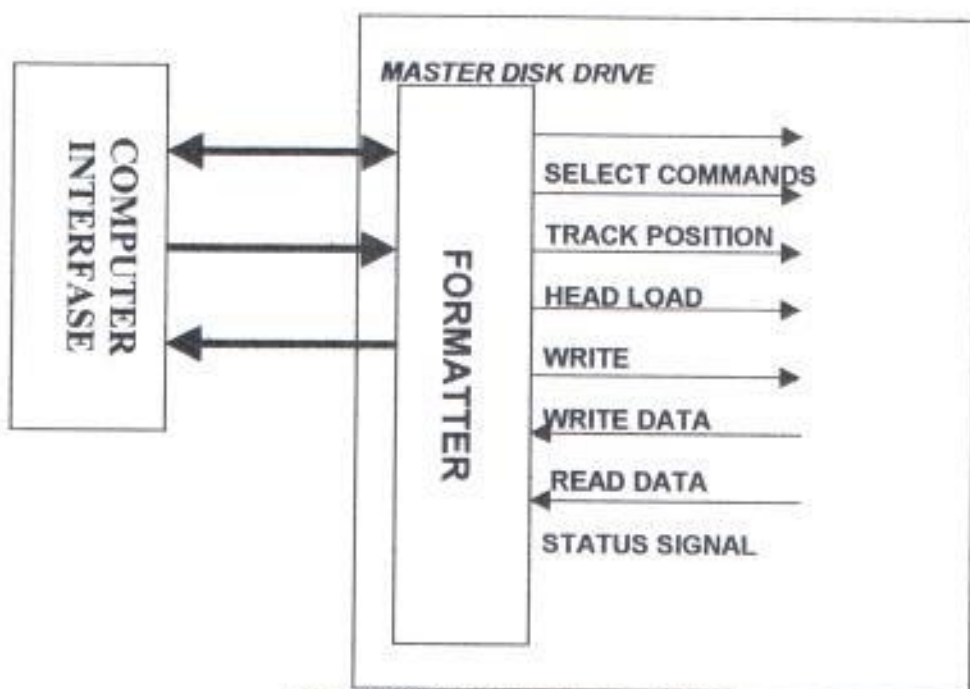 MASTER DISK DRIVE
COMPUTER
INTERFASE
FORMATTER
SELECT COMMANDS
TRACK POSITION
HEAD LOAD
WRITE
WRITE DATA
READ DATA
STATUS SIGNAL